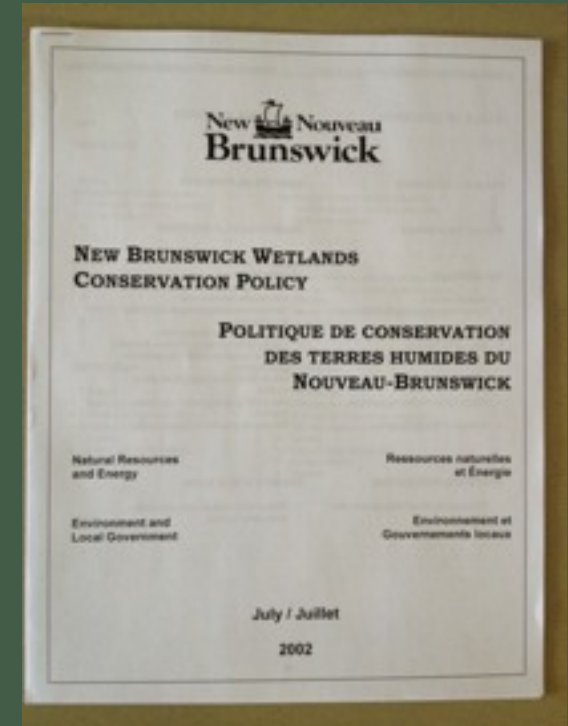 New Nouveau
Brunswick
NEW BRUNSWICK WETLANDS
CONSERVATION POLICY
POLITIQUE DE CONSERVATION
DES TERRES HUMIDES DU
NOUVEAU-BRUNSWICK
Natural Resources
and Energy
Ressources naturelles
et Énergie
Environment and
Local Government
Environnement et
Gouvernements locaux
July / Juillet
2002